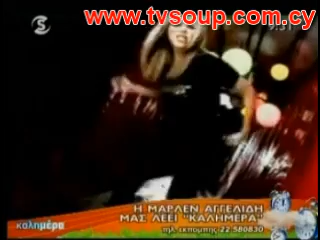 www.tvsoup.com.cy
S
Η ΜΑΡΛΕΝ ΑΓΓΕΛΙΔΗ
ΜΑΣ ΛΕΕΙ "ΚΑΛΗΜΕΡΑ"
τηλ. εκπομπής 22 580830
καλημέρα